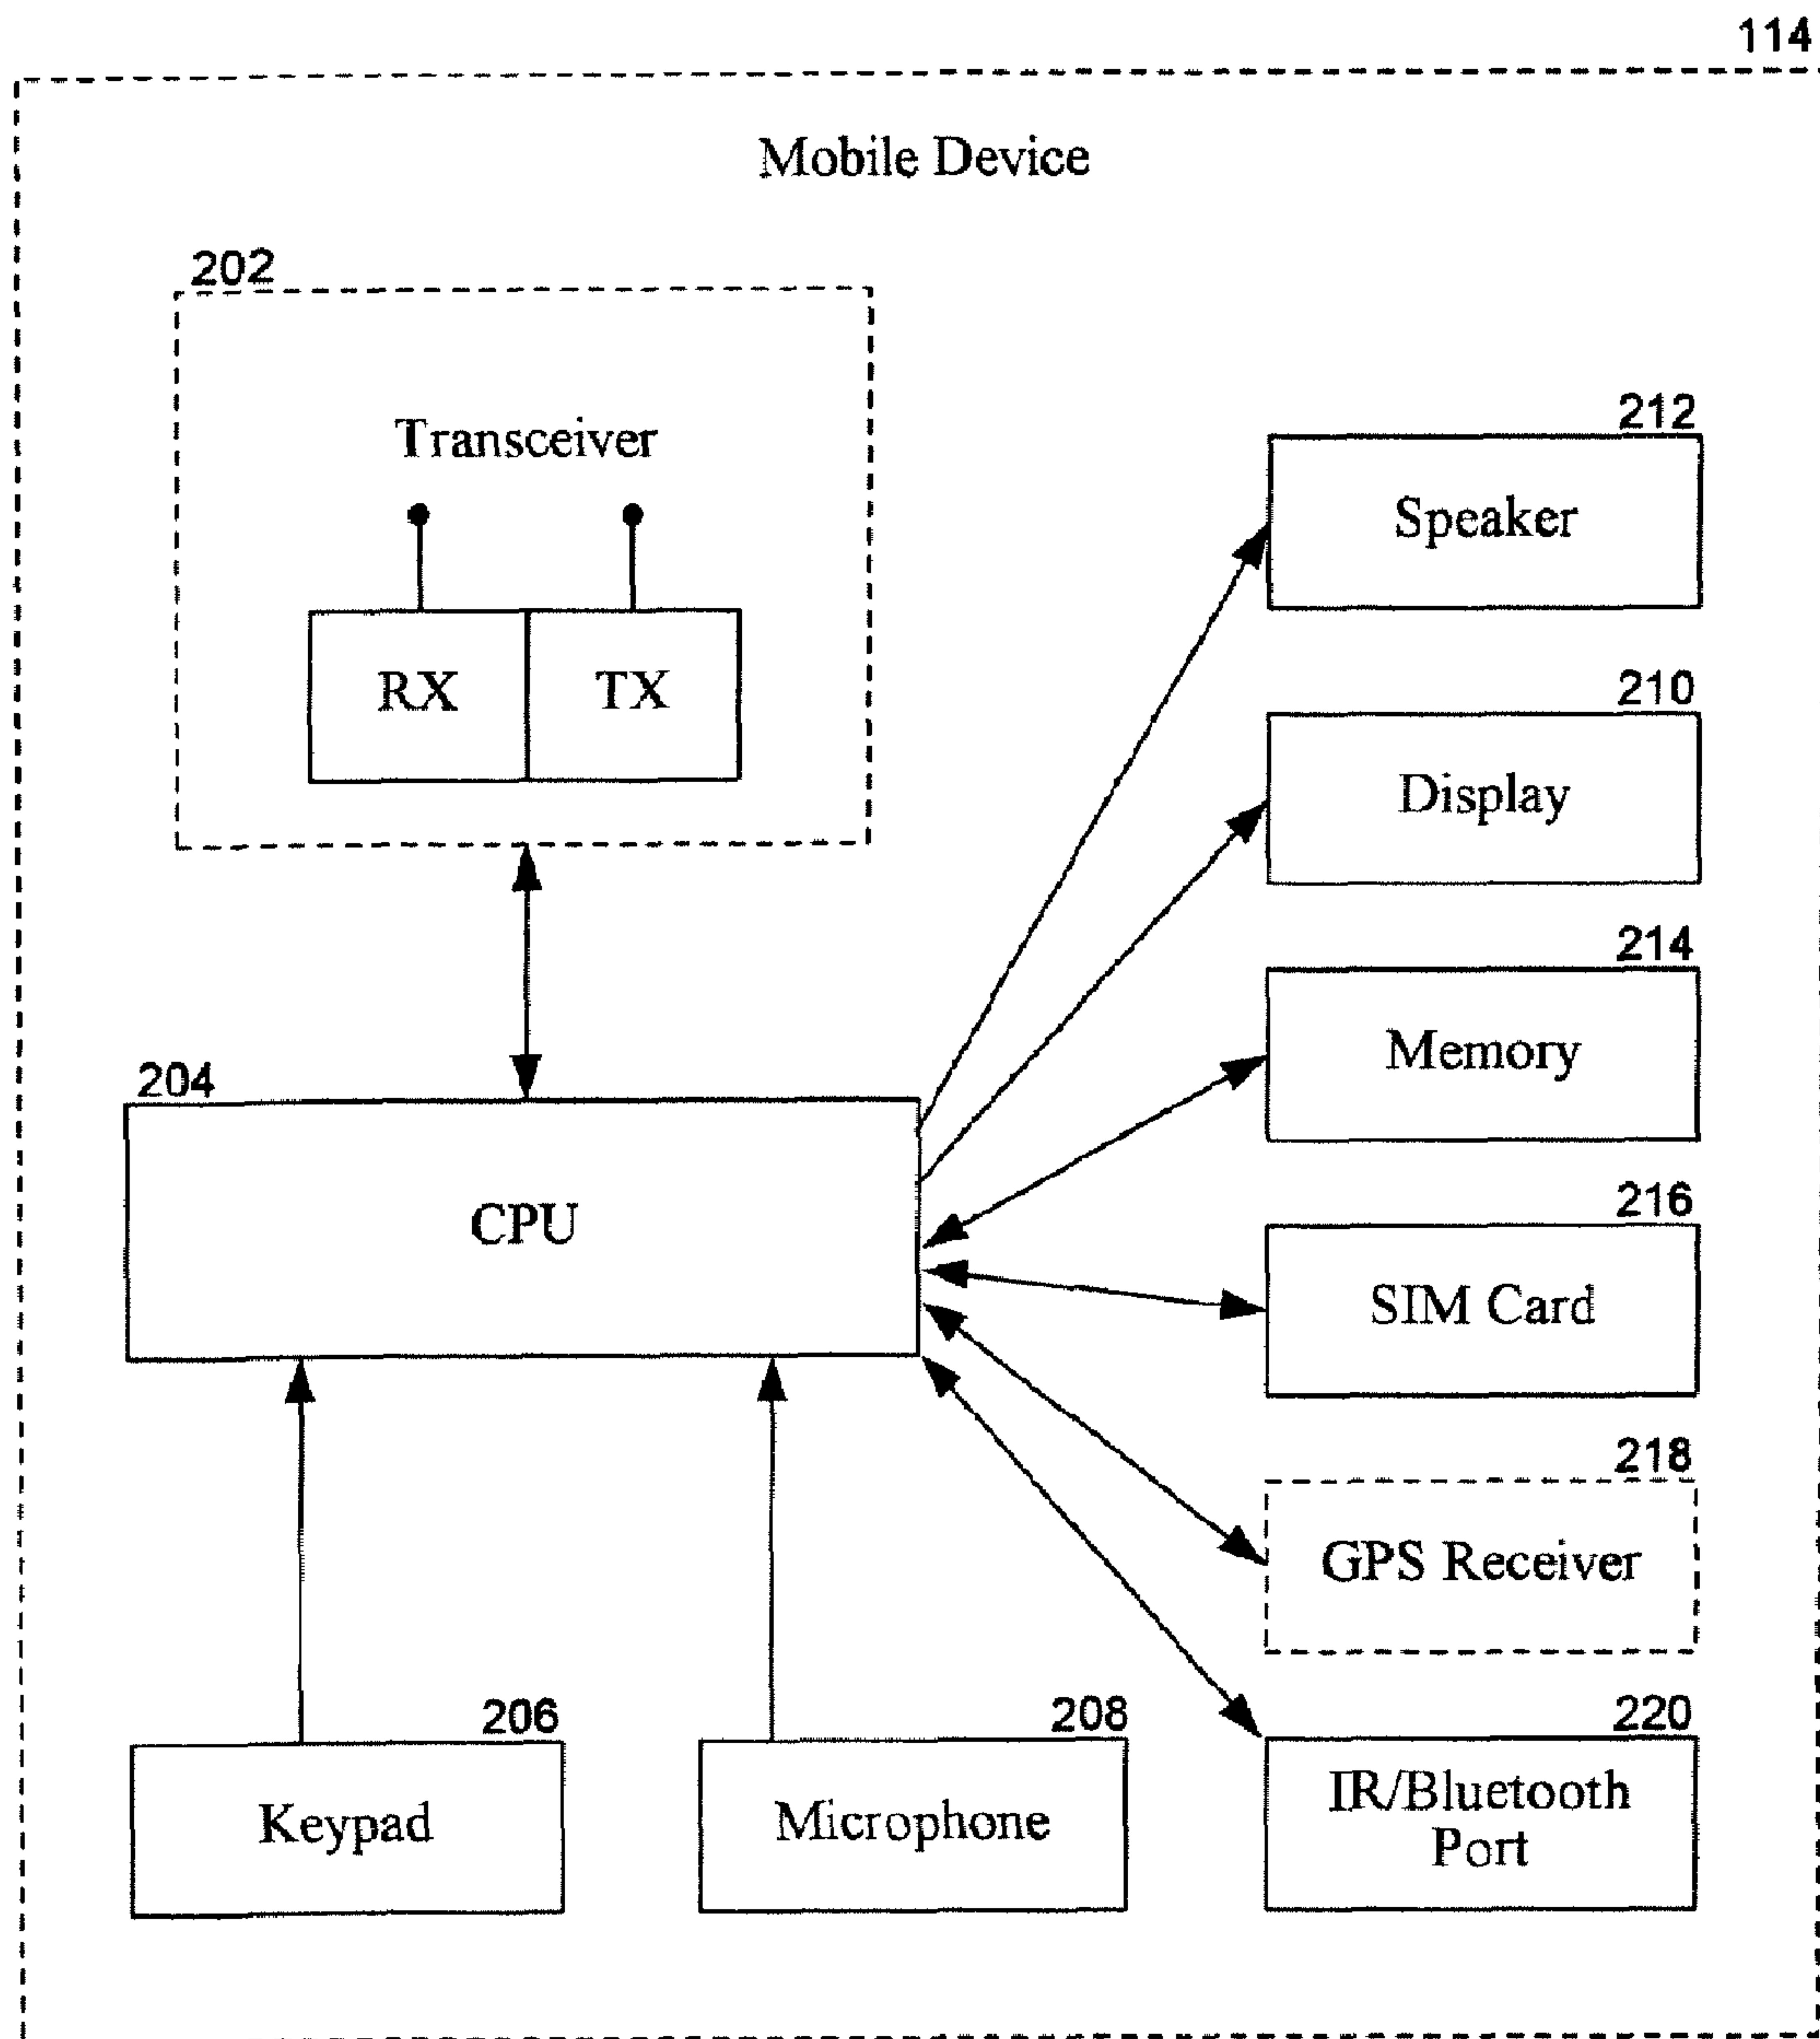 114
Mobile Device
202
Transceiver
RX TX
212
Speaker
210
Display
214
Memory
204
CPU
216
SIM Card
218
GPS Receiver
206
Keypad
208
Microphone
220
IR/Bluetooth
Port